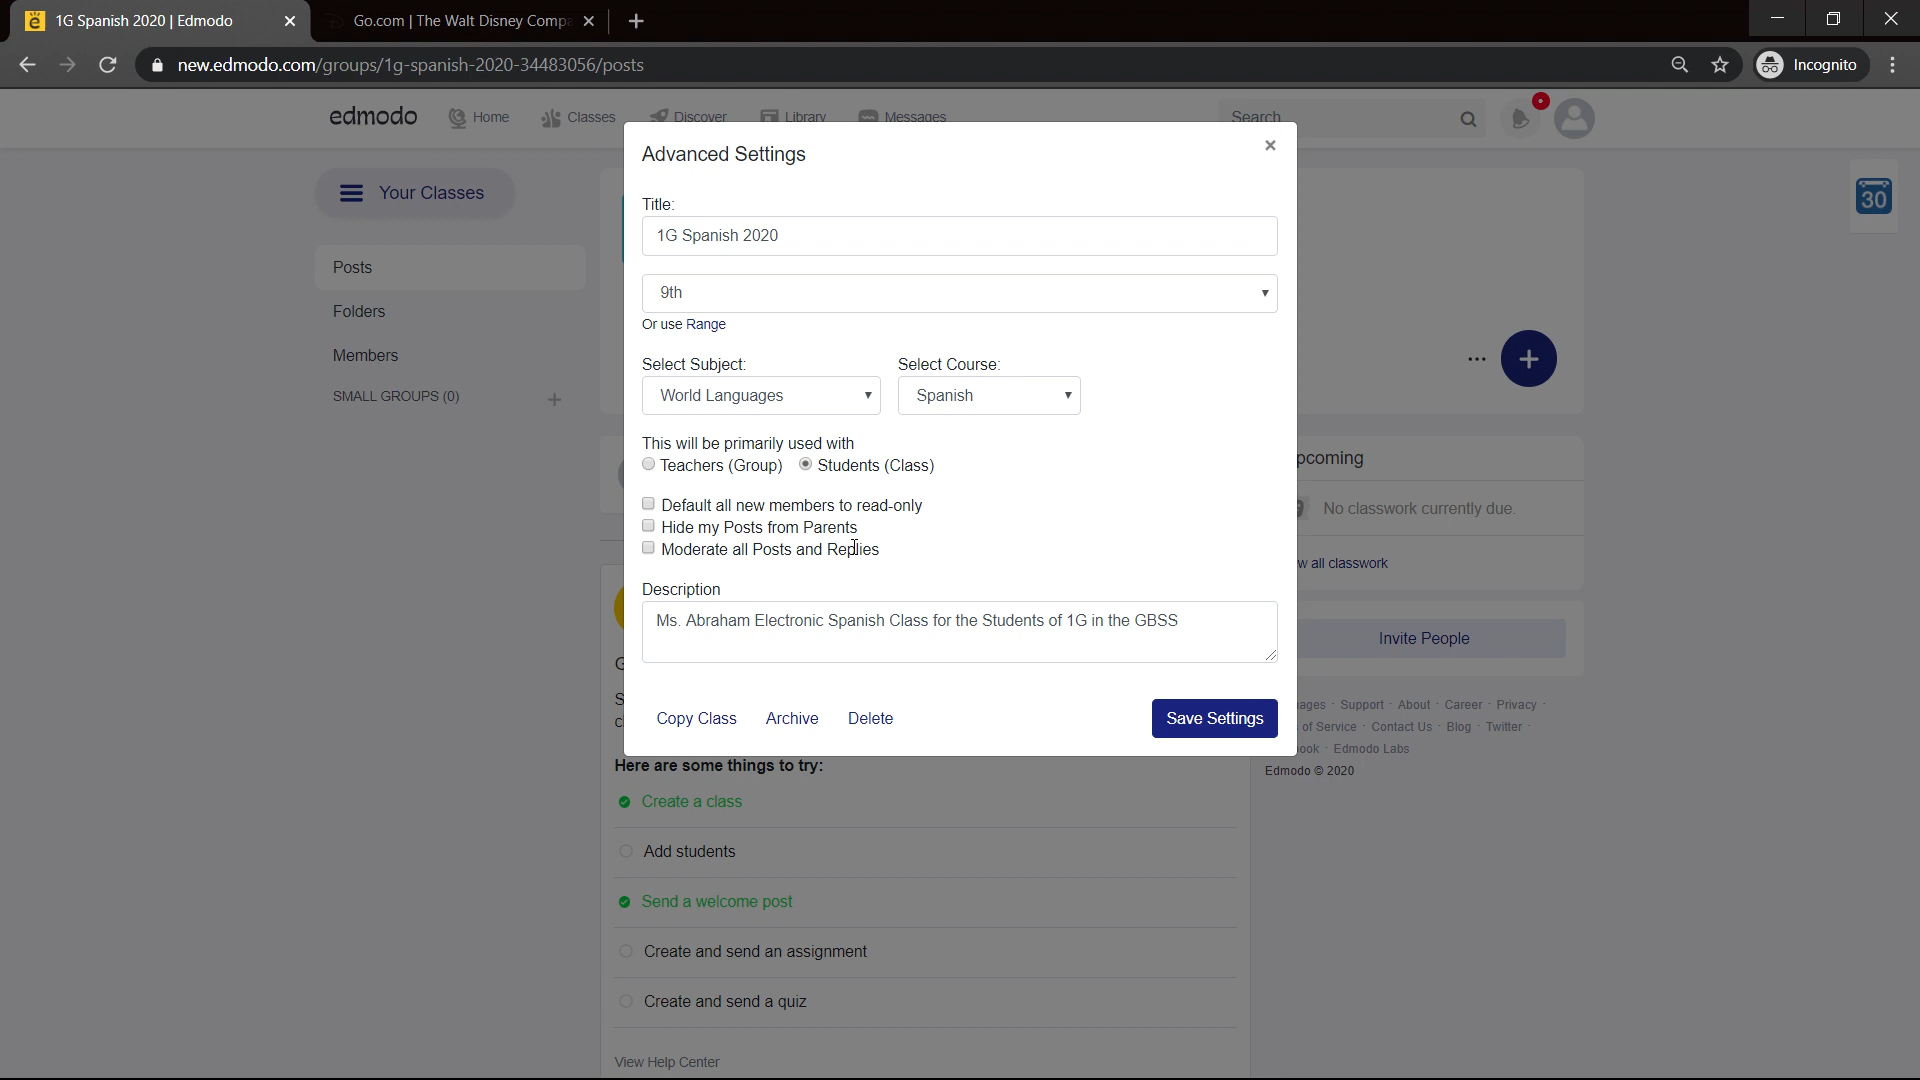 1G Spanish 2020 | Edmodo
Go.com | The Walt Disney Compa
new.edmodo.com/groups/1g-spanish-2020-34483056/posts
Incognito
edmodo
Home
Classes
Discover
Library
Messages
Search
Your Classes
30
Posts
Folders
Members
SMALL GROUPS (0)
Advanced Settings
Title:
1G Spanish 2020
9th
Or use Range
Select Subject: Select Course:
World Languages Spanish
This will be primarily used with
Teachers (Group) Students (Class)
Default all new members to read-only
Hide my Posts from Parents
Moderate all Posts and Replies
Description
Ms. Abraham Electronic Spanish Class for the Students of 1G in the GBSS
Copy Class Archive Delete Save Settings
pcoming
No classwork currently due.
w all classwork
Invite People
ages · Support · About · Career · Privacy ·
of Service · Contact Us · Blog · Twitter ·
ook · Edmodo Labs
Edmodo © 2020
G
S
c
Here are some things to try:
Create a class
Add students
Send a welcome post
Create and send an assignment
Create and send a quiz
View Help Center